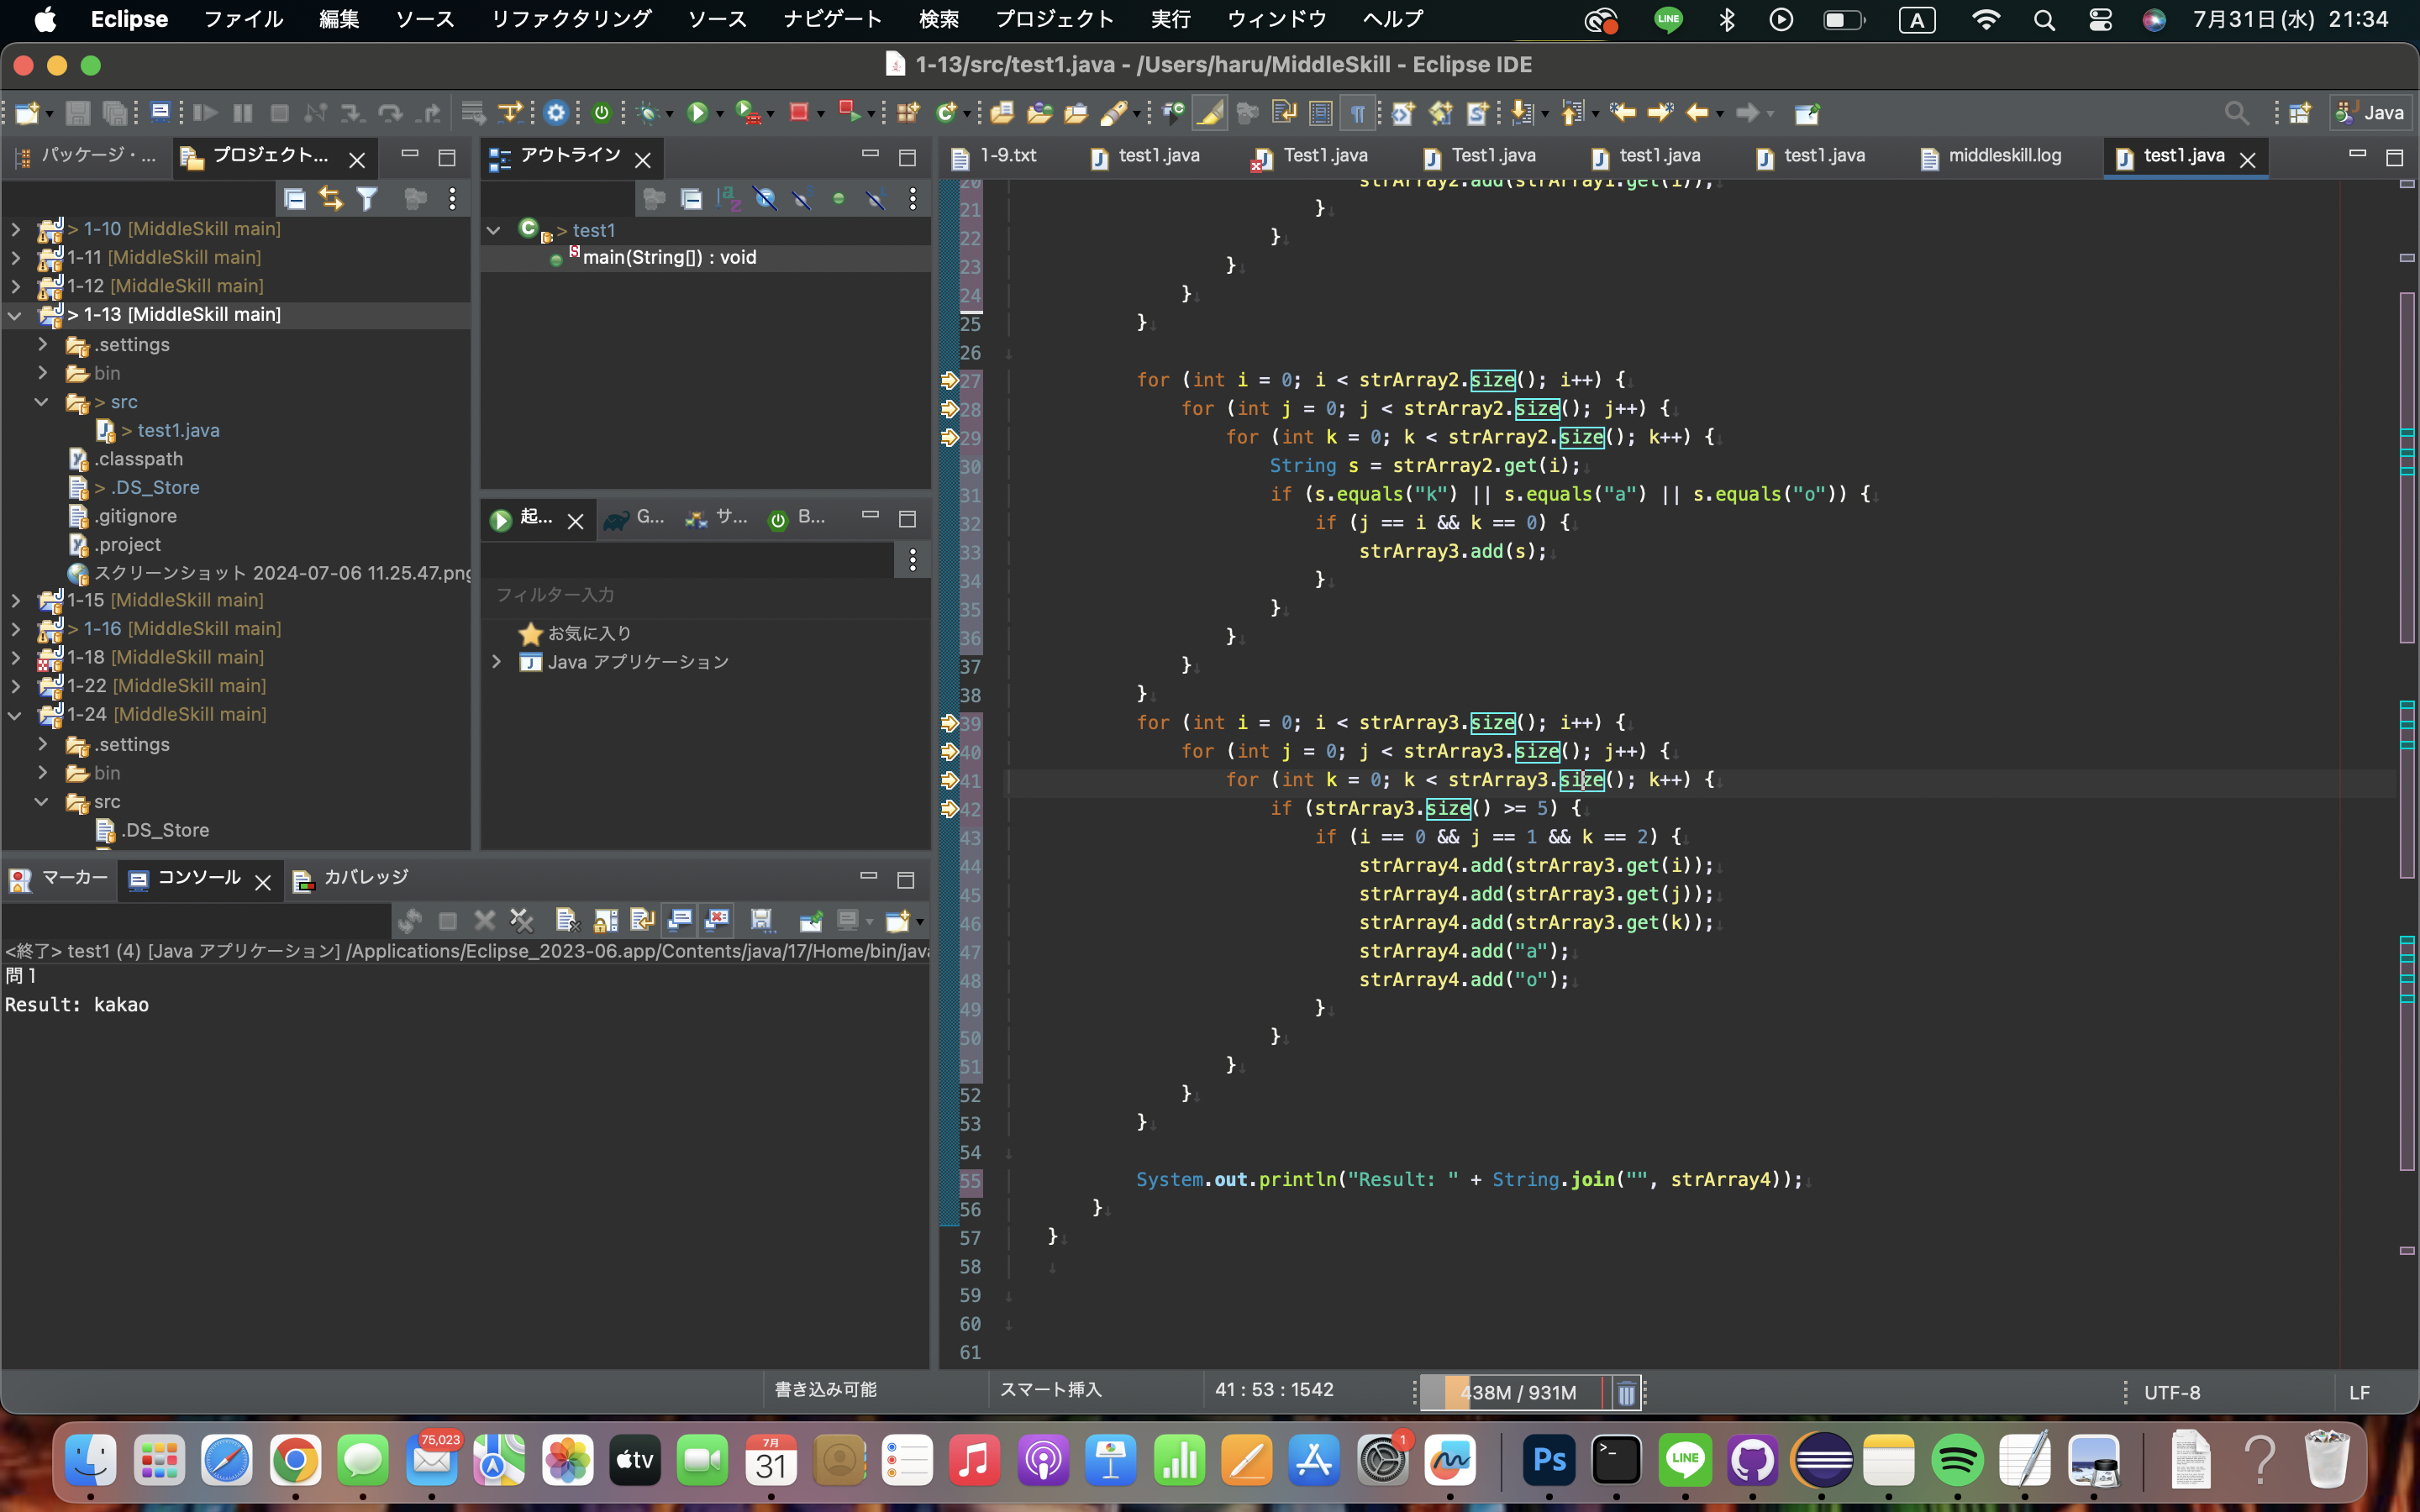 Eclipse ファイル 編集 ソース リファクタリング ソース ナビゲート 検索 プロジェクト 実行 ウィンドウ ヘルプ LINE A 7月31日(水) 21:34
1-13/src/test1.java - /Users/haru/MiddleSkill - Eclipse IDE
Java
パッケージ・...
プロジェクト...
> 1-10 [MiddleSkill main]
1-11 [MiddleSkill main]
1-12 [MiddleSkill main]
> 1-13 [MiddleSkill main]
.settings
bin
> src
> test1.java
.classpath
> .DS_Store
.gitignore
.project
スクリーンショット 2024-07-06 11.25.47.png
1-15 [MiddleSkill main]
> 1-16 [MiddleSkill main]
1-18 [MiddleSkill main]
1-22 [MiddleSkill main]
1-24 [MiddleSkill main]
.settings
bin
src
.DS_Store
アウトライン
> test1
main(String[]) : void
起... G... サ... B...
フィルター入力
お気に入り
Java アプリケーション
マーカー コンソール カバレッジ
<終了> test1 (4) [Java アプリケーション] /Applications/Eclipse_2023-06.app/Contents/java/17/Home/bin/java
問1
Result: kakao
1-9.txt test1.java Test1.java Test1.java test1.java test1.java middleskill.log test1.java
20 strArray2.add(strArray1.get(i));
21 }
22 }
23 }
24 }
25 }
26
27 for (int i = 0; i < strArray2.size(); i++) {
28 for (int j = 0; j < strArray2.size(); j++) {
29 for (int k = 0; k < strArray2.size(); k++) {
30 String s = strArray2.get(i);
31 if (s.equals("k") || s.equals("a") || s.equals("o")) {
32 if (j == i && k == 0) {
33 strArray3.add(s);
34 }
35 }
36 }
37 }
38 }
39 for (int i = 0; i < strArray3.size(); i++) {
40 for (int j = 0; j < strArray3.size(); j++) {
41 for (int k = 0; k < strArray3.size(); k++) {
42 if (strArray3.size() >= 5) {
43 if (i == 0 && j == 1 && k == 2) {
44 strArray4.add(strArray3.get(i));
45 strArray4.add(strArray3.get(j));
46 strArray4.add(strArray3.get(k));
47 strArray4.add("a");
48 strArray4.add("o");
49 }
50 }
51 }
52 }
53 }
54
55 System.out.println("Result: " + String.join("", strArray4));
56 }
57 }
58
59
60
61
書き込み可能 スマート挿入 41 : 53 : 1542 438M / 931M UTF-8 LF
75,023 tv 7月 31 1 Ps LINE